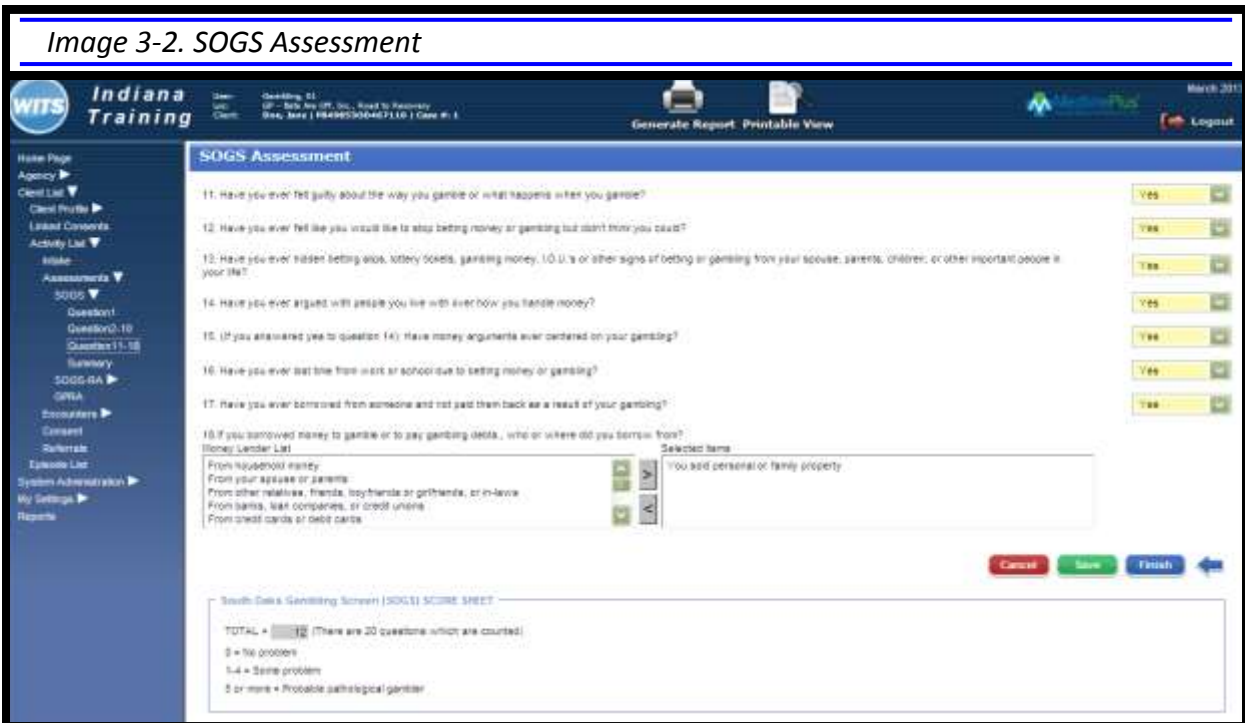 Image 3-2. SOGS Assessment
WITS
Indiana
Training
User:
Gambling, 01
Client:
Generate Report
Printable View
MedlinePlus
March 2011
Logout
Home Page
Agency
Client List
Client Profile
Linked Consents
Activity List
Intake
Assessments
SOGS
Question1
Question2-10
Question11-18
Summary
SOGS-RA
GPRA
Encounters
Consent
Referrals
Episode List
System Administration
My Settings
Reports
SOGS Assessment
11. Have you ever felt guilty about the way you gamble or what happens when you gamble?
Yes
12. Have you ever felt like you would like to stop betting money or gambling but didn't think you could?
Yes
13. Have you ever hidden betting slips, lottery tickets, gambling money, I.O.U.'s or other signs of betting or gambling from your spouse, parents, children, or other important people in
your life?
Yes
14. Have you ever argued with people you live with over how you handle money?
Yes
15. (If you answered yes to question 14): Have money arguments ever centered on your gambling?
Yes
16. Have you ever lost time from work or school due to betting money or gambling?
Yes
17. Have you ever borrowed from someone and not paid them back as a result of your gambling?
Yes
18.If you borrowed money to gamble or to pay gambling debts., who or where did you borrow from?
Money Lender List
Selected Items
From household money
From your spouse or parents
From other relatives, friends, boyfriends or girlfriends, or in-laws
From banks, loan companies, or credit unions
From credit cards or debit cards
>
<
You sold personal or family property
Cancel
Save
Finish
South Oaks Gambling Screen (SOGS) SCORE SHEET
TOTAL = 12 (There are 20 questions which are counted)
0 = No problem
1-4 = Some problem
5 or more = Probable pathological gambler